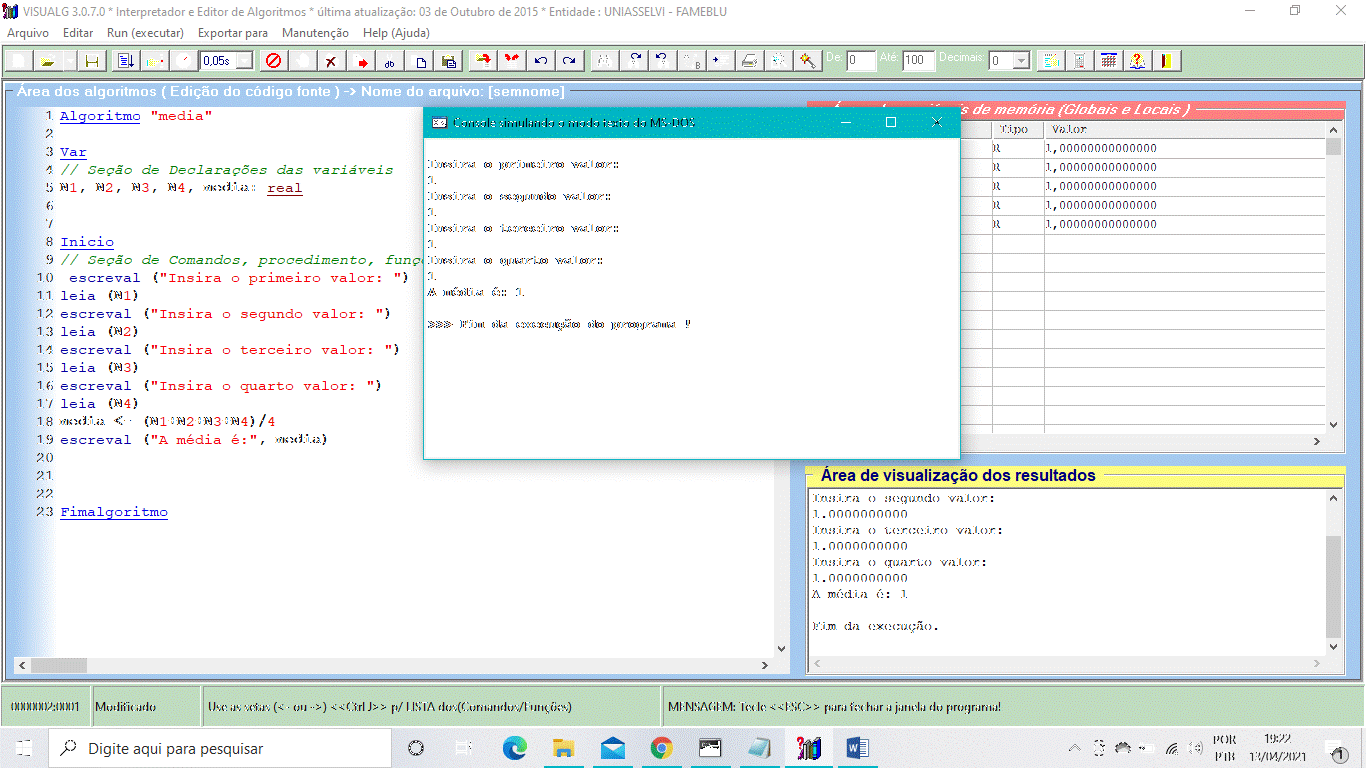 VISUALG 3.0.7.0 * Interpretador e Editor de Algoritmos * última atualização: 03 de Outubro de 2015 * Entidade : UNIASSELVI - FAMEBLU
Arquivo Editar Run (executar) Exportar para Manutenção Help (Ajuda)
0,05s De: 0 Até: 100 Decimais: 0
Área dos algoritmos ( Edição do código fonte ) -> Nome do arquivo: [semnome]
1 Algoritmo "media"
2
3 Var
4 // Seção de Declarações das variáveis
5 N1, N2, N3, N4, media: real
6
7
8 Inicio
9 // Seção de Comandos, procedimento, funç
10 escreval ("Insira o primeiro valor: ")
11 leia (N1)
12 escreval ("Insira o segundo valor: ")
13 leia (N2)
14 escreval ("Insira o terceiro valor: ")
15 leia (N3)
16 escreval ("Insira o quarto valor: ")
17 leia (N4)
18 media <- (N1+N2+N3+N4)/4
19 escreval ("A média é:", media)
20
21
22
23 Fimalgoritmo
Console simulando o modo texto do MS-DOS
Insira o primeiro valor:
1
Insira o segundo valor:
1
Insira o terceiro valor:
1
Insira o quarto valor:
1
A média é: 1
>>> Fim da execução do programa !
de memória (Globais e Locais )
Tipo Valor
R 1,00000000000000
R 1,00000000000000
R 1,00000000000000
R 1,00000000000000
R 1,00000000000000
Área de visualização dos resultados
Insira o segundo valor:
1.0000000000
Insira o terceiro valor:
1.0000000000
Insira o quarto valor:
1.0000000000
A média é: 1
Fim da execução.
0000002:0001 Modificado Use as setas (<- ou ->) <<Ctrl J>> p/ LISTA dos(Comandos/Funções) MENSAGEM: Tecle <<ESC>> para fechar a janela do programa!
Digite aqui para pesquisar
POR
PTB
19:22
13/04/2021
1